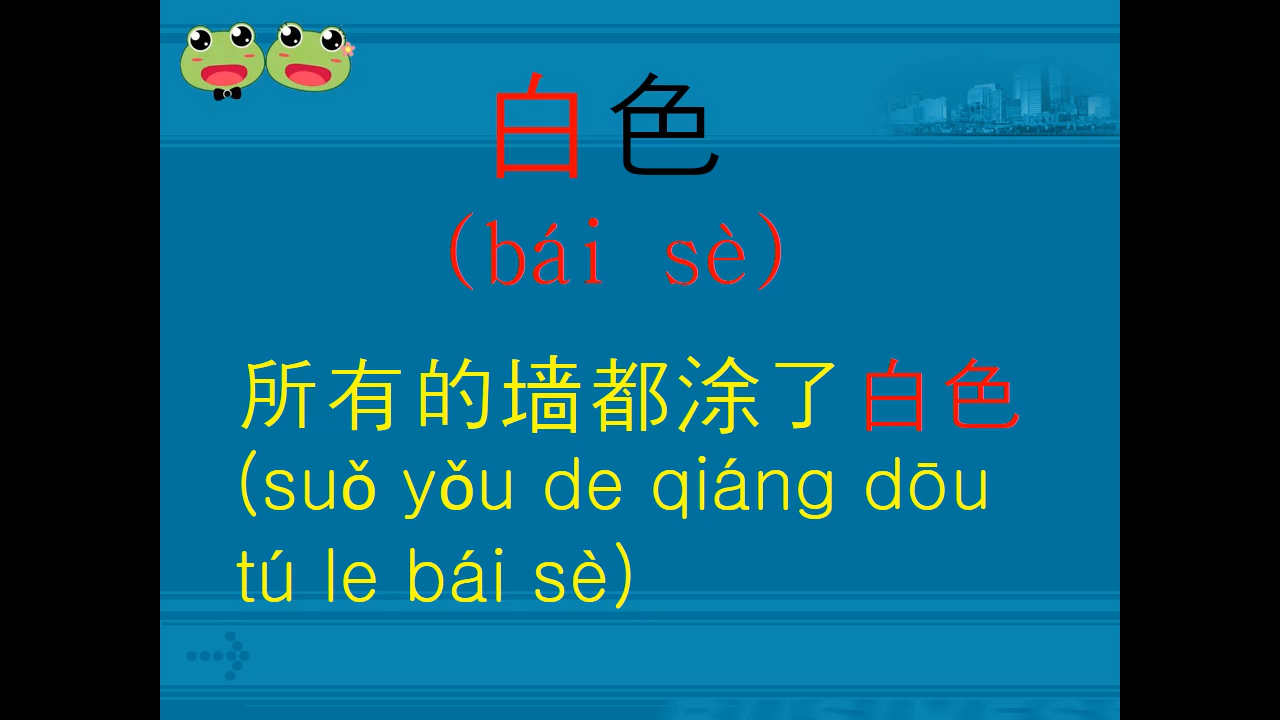 白色
(bái sè)
所有的墙都涂了白色
(suǒ yǒu de qiáng dōu
tú le bái sè)